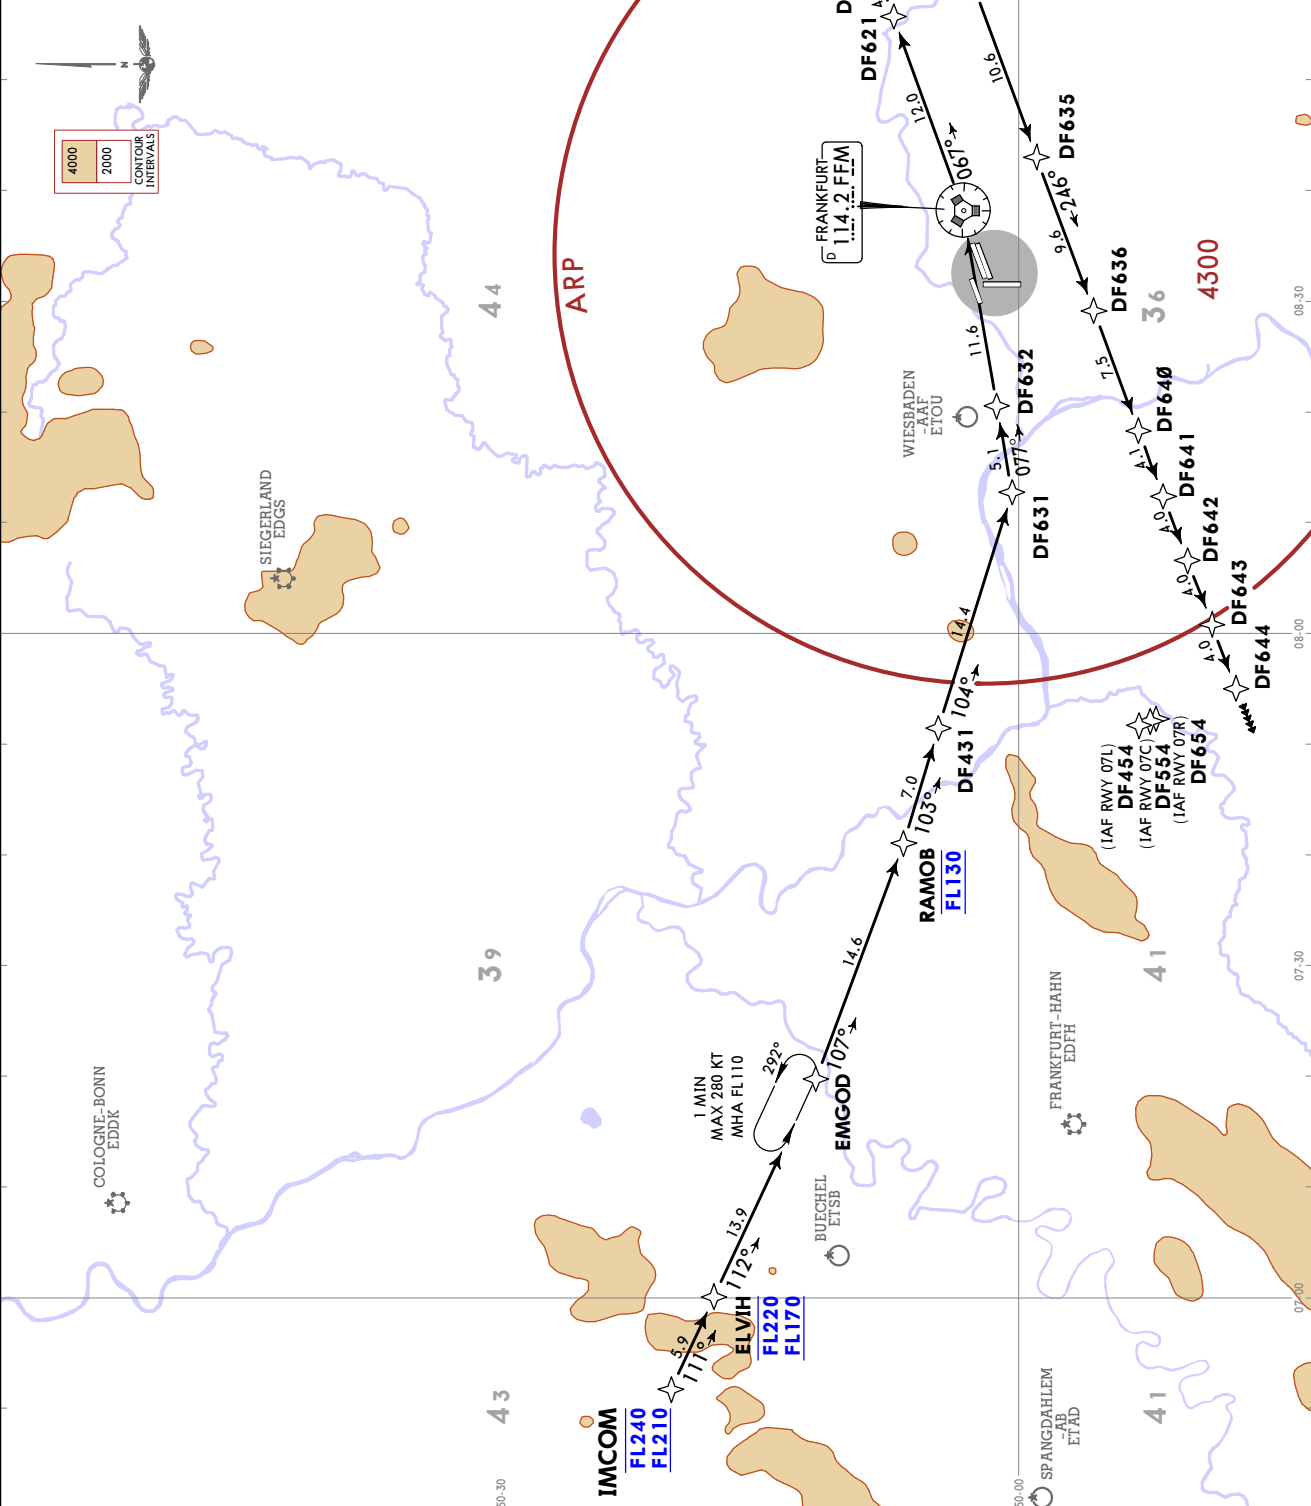 N
4000
2000
CONTOUR
INTERVALS
ARP
44
DF621
12.0
067°
D FRANKFURT
114.2 FFM
10.6
DF635
246°
9.6
DF636
36
4300
7.5
DF640
4.1
DF641
4.0
DF642
4.0
DF643
4.0
DF644
11.6
DF632
WIESBADEN
-AAF
ETOU
5.1
077°
DF631
SIEGERLAND
EDGS
14.4
104°
DF431
7.0
103°
RAMOB
FL130
(IAF RWY 07L)
DF454
(IAF RWY 07C)
DF554
(IAF RWY 07R)
DF654
14.6
39
41
107°
EMGOD
292°
1 MIN
MAX 280 KT
MHA FL110
FRANKFURT-HAHN
EDFH
COLOGNE-BONN
EDDK
BUECHEL
ETSB
13.9
112°
ELVIH
FL220
FL170
5.9
111°
IMCOM
FL240
FL210
43
41
SPANGDAHLEM
-AB
ETAD
50-30
50-00
07-00
07-30
08-00
08-30